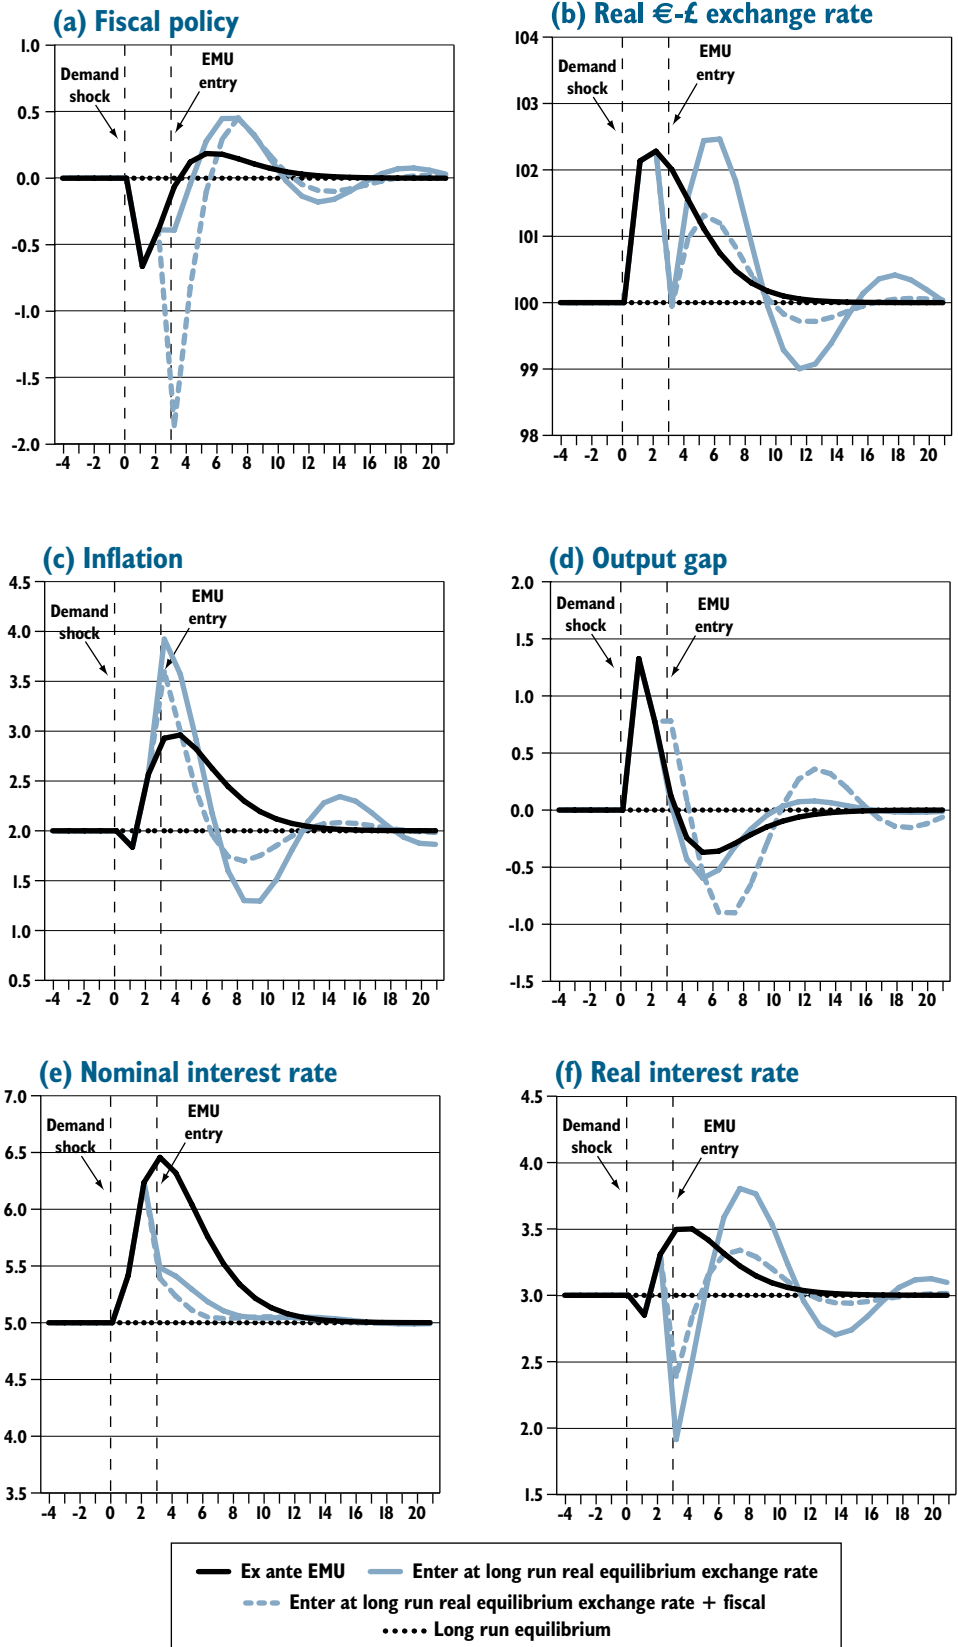 (a) Fiscal policy
1.0
0.5
0.0
-0.5
-1.0
-1.5
-2.0
Demand
shock
EMU
entry
-4 -2 0 2 4 6 8 10 12 14 16 18 20
(b) Real €-£ exchange rate
104
103
102
101
100
99
98
Demand
shock
EMU
entry
-4 -2 0 2 4 6 8 10 12 14 16 18 20
(c) Inflation
4.5
4.0
3.5
3.0
2.5
2.0
1.5
1.0
0.5
Demand
shock
EMU
entry
-4 -2 0 2 4 6 8 10 12 14 16 18 20
(d) Output gap
2.0
1.5
1.0
0.5
0.0
-0.5
-1.0
-1.5
Demand
shock
EMU
entry
-4 -2 0 2 4 6 8 10 12 14 16 18 20
(e) Nominal interest rate
7.0
6.5
6.0
5.5
5.0
4.5
4.0
3.5
Demand
shock
EMU
entry
-4 -2 0 2 4 6 8 10 12 14 16 18 20
(f) Real interest rate
4.5
4.0
3.5
3.0
2.5
2.0
1.5
Demand
shock
EMU
entry
-4 -2 0 2 4 6 8 10 12 14 16 18 20
Ex ante EMU Enter at long run real equilibrium exchange rate
Enter at long run real equilibrium exchange rate + fiscal
Long run equilibrium